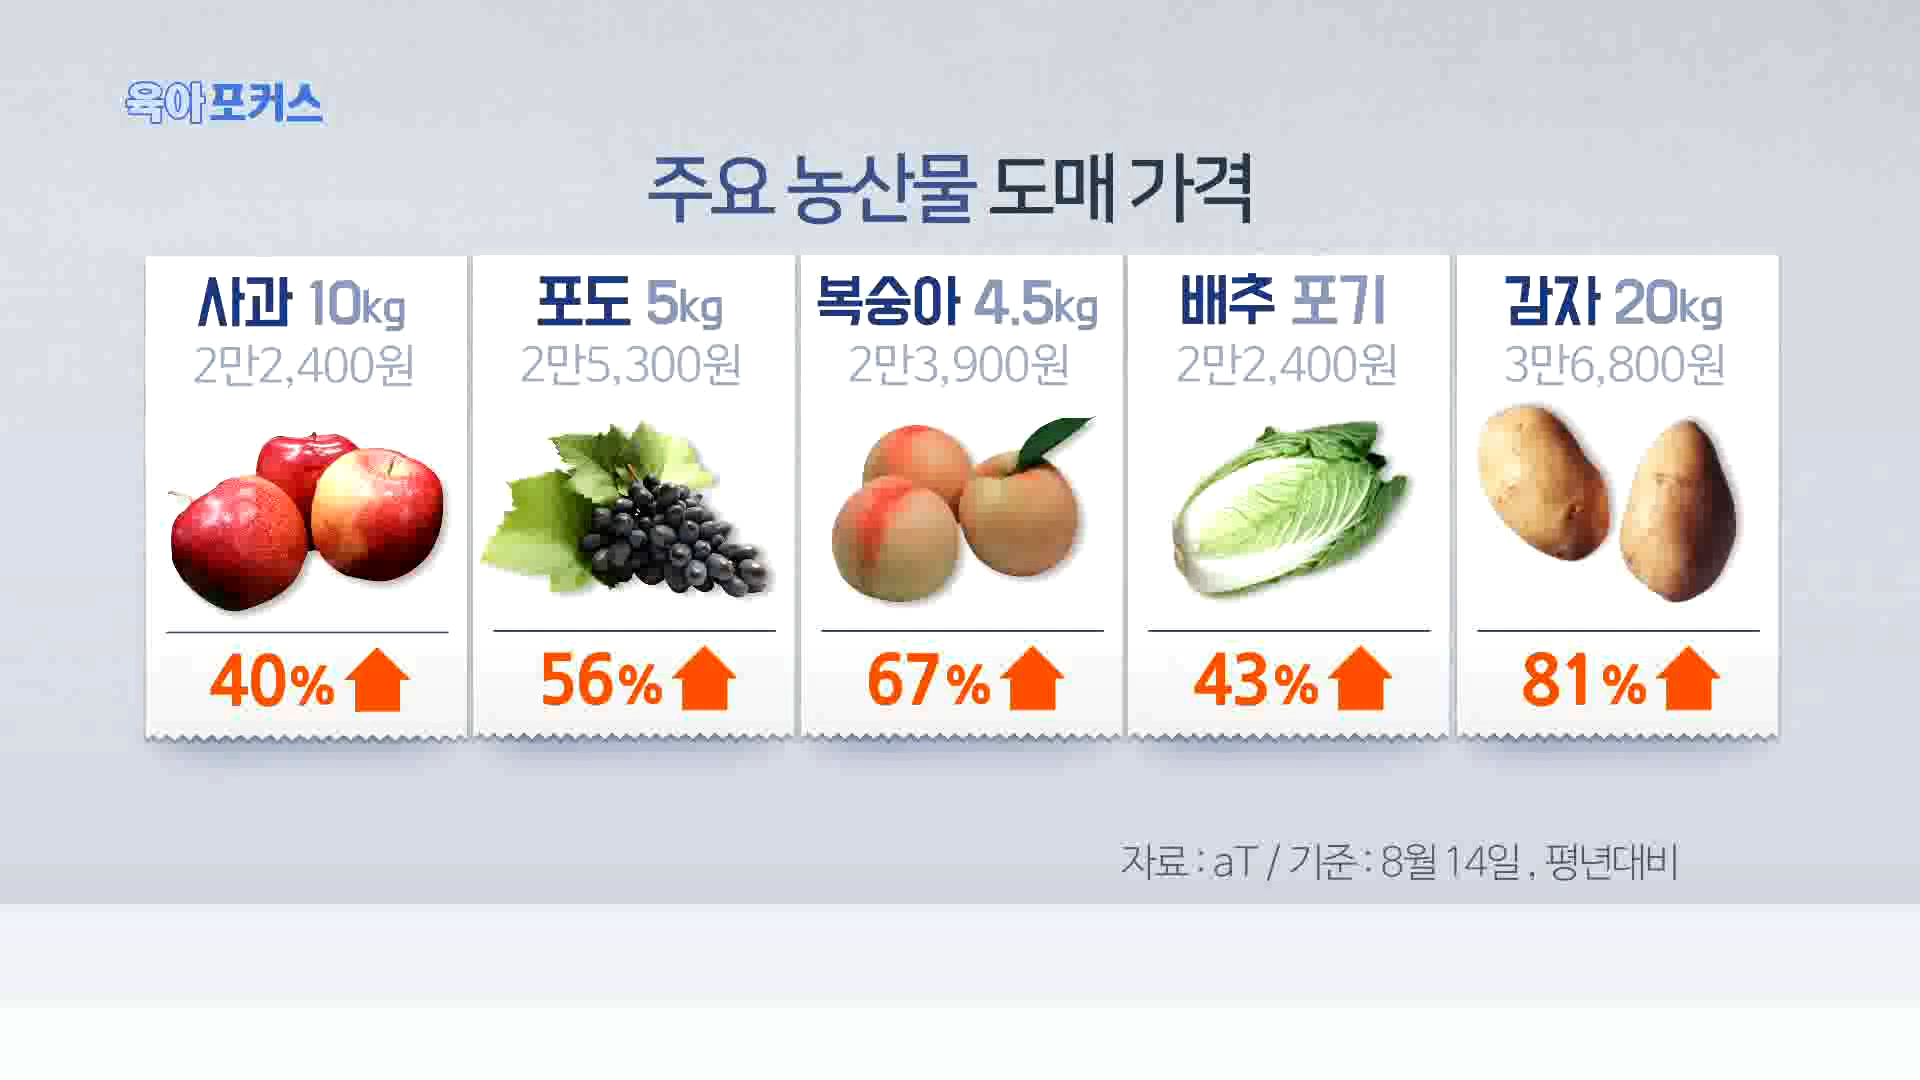 육아포커스
주요 농산물 도매 가격
사과 10kg
2만2,400원
40%
포도 5kg
2만5,300원
56%
복숭아 4.5kg
2만3,900원
67%
배추 포기
2만2,400원
43%
감자 20kg
3만6,800원
81%
자료 : aT / 기준 : 8월 14일 , 평년대비